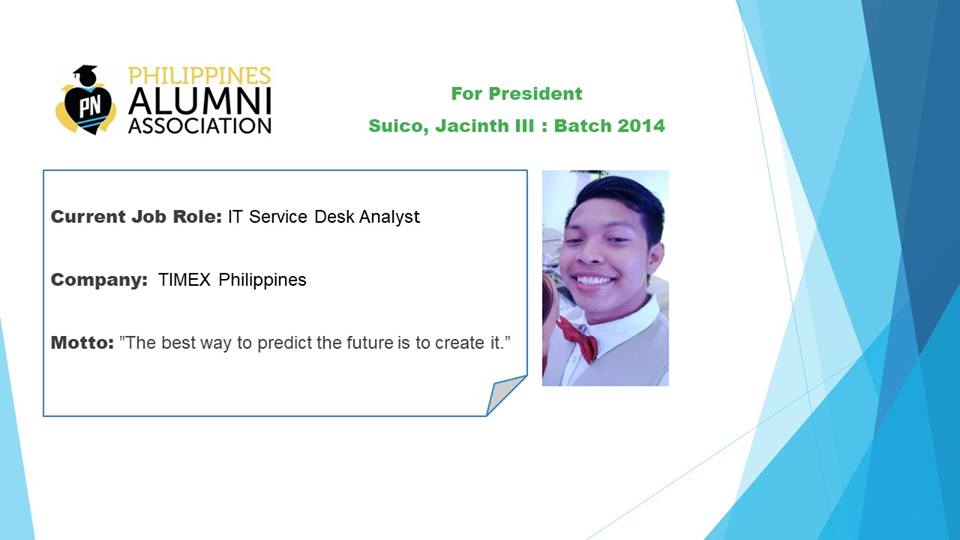 PN
PHILIPPINES
ALUMNI
ASSOCIATION
For President
Suico, Jacinth III : Batch 2014
Current Job Role: IT Service Desk Analyst
Company: TIMEX Philippines
Motto: ”The best way to predict the future is to create it.”